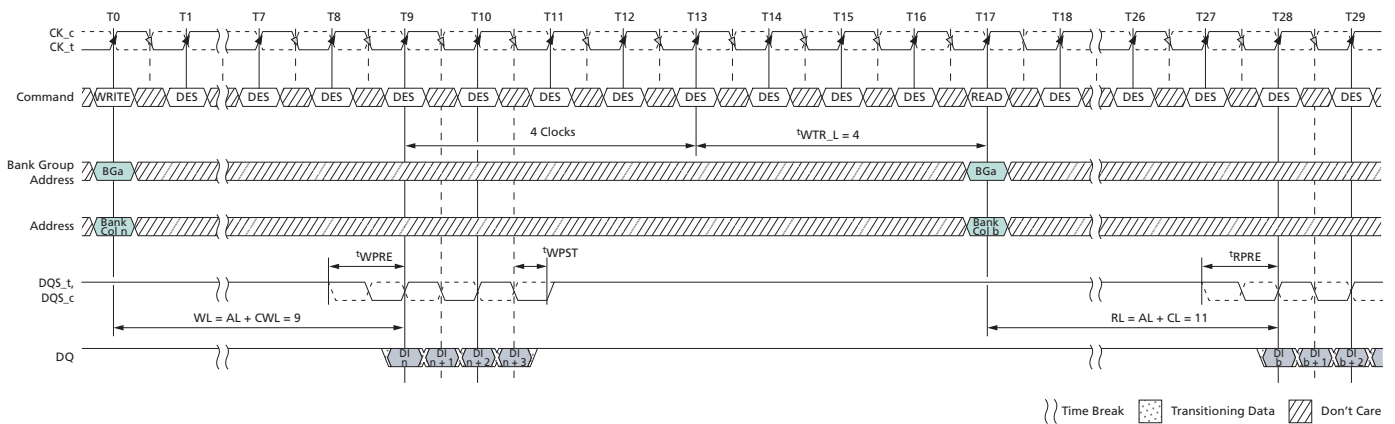 T0 T1 T7 T8 T9 T10 T11 T12 T13 T14 T15 T16 T17 T18 T26 T27 T28 T29
CK_c
CK_t
Command WRITE DES DES DES DES DES DES DES DES DES DES DES READ DES DES DES DES DES
4 Clocks tWTR_L = 4
Bank Group
Address BGa BGa
Address Bank
Col n Bank
Col b
tWPRE tWPST tRPRE
DQS_t,
DQS_c
WL = AL + CWL = 9 RL = AL + CL = 11
DQ DI
n DI
n + 1 DI
n + 2 DI
n + 3 DI
b DI
b + 1 DI
b + 2
Time Break Transitioning Data Don't Care